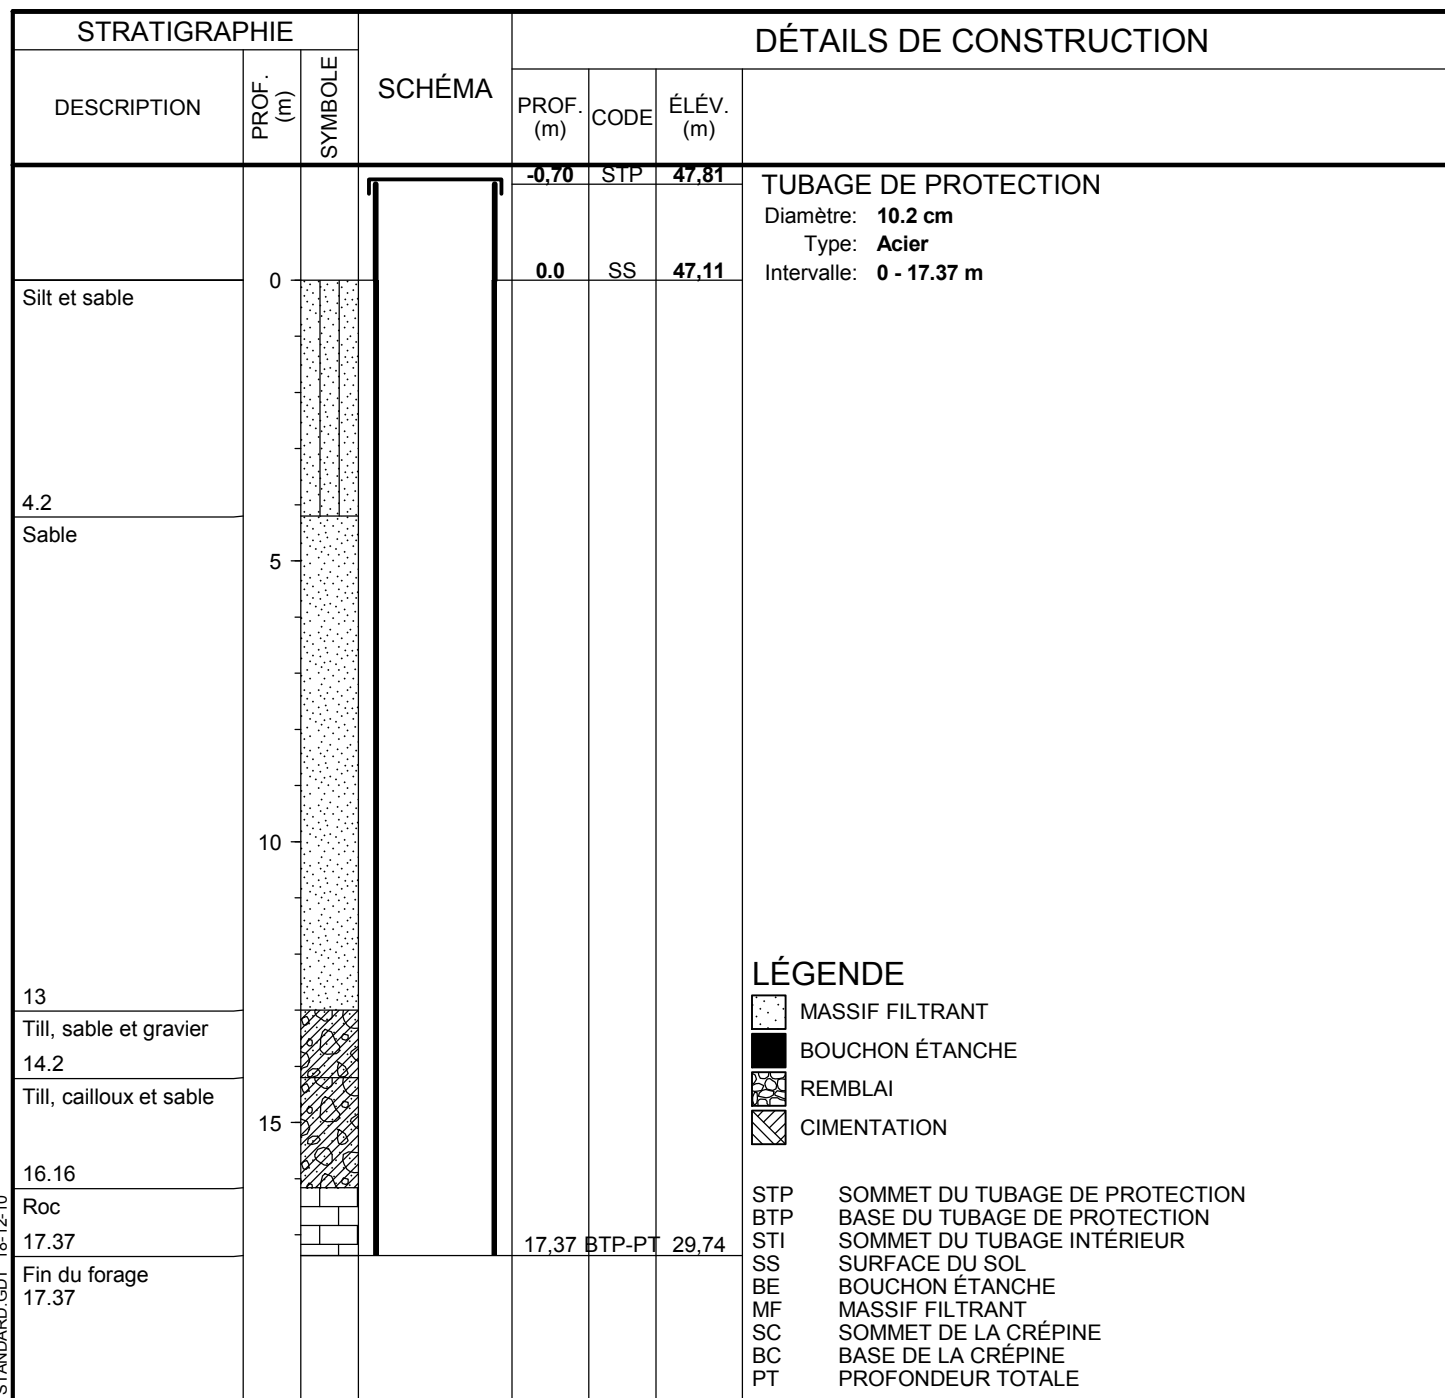 STRATIGRAPHIE
DESCRIPTION
PROF. (m)
SYMBOLE
SCHÉMA
DÉTAILS DE CONSTRUCTION
PROF. (m)
CODE
ÉLÉV. (m)
-0,70 STP 47,81
0.0 SS 47,11
17,37 BTP-PT 29,74
TUBAGE DE PROTECTION
Diamètre: 10.2 cm
Type: Acier
Intervalle: 0 - 17.37 m
Silt et sable
4.2
Sable
13
Till, sable et gravier
14.2
Till, cailloux et sable
16.16
Roc
17.37
Fin du forage
17.37
0
5
10
15
LÉGENDE
MASSIF FILTRANT
BOUCHON ÉTANCHE
REMBLAI
CIMENTATION
STP SOMMET DU TUBAGE DE PROTECTION
BTP BASE DU TUBAGE DE PROTECTION
STI SOMMET DU TUBAGE INTÉRIEUR
SS SURFACE DU SOL
BE BOUCHON ÉTANCHE
MF MASSIF FILTRANT
SC SOMMET DE LA CRÉPINE
BC BASE DE LA CRÉPINE
PT PROFONDEUR TOTALE
STANDARD.GDT 18-12-10